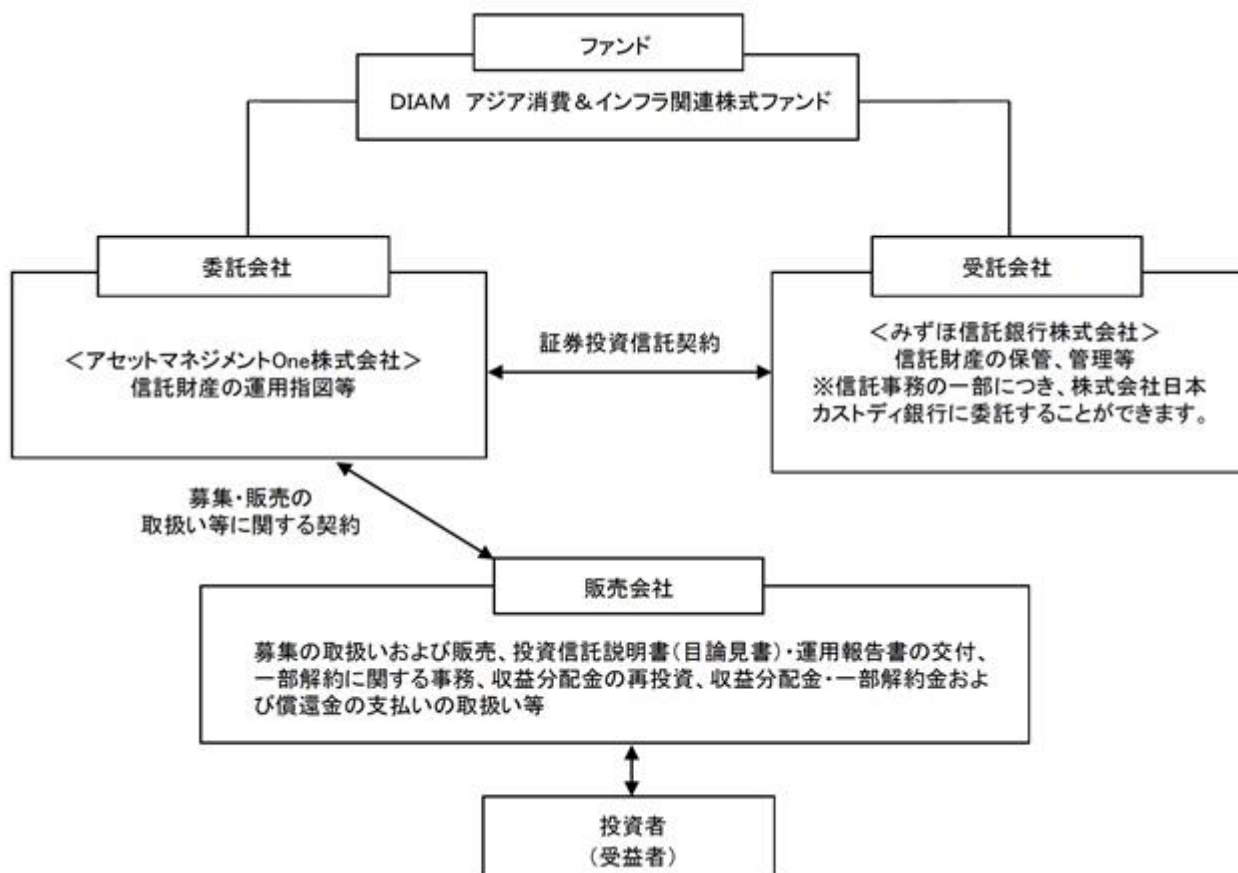 ファンド
DIAM アジア消費&インフラ関連株式ファンド
委託会社
<アセットマネジメントOne株式会社>
信託財産の運用指図等
証券投資信託契約
受託会社
<みずほ信託銀行株式会社>
信託財産の保管、管理等
※信託事務の一部につき、株式会社日本
カストディ銀行に委託することができます。
募集・販売の
取扱い等に関する契約
販売会社
募集の取扱いおよび販売、投資信託説明書(目論見書)・運用報告書の交付、
一部解約に関する事務、収益分配金の再投資、収益分配金・一部解約金およ
び償還金の支払いの取扱い等
投資者
(受益者)